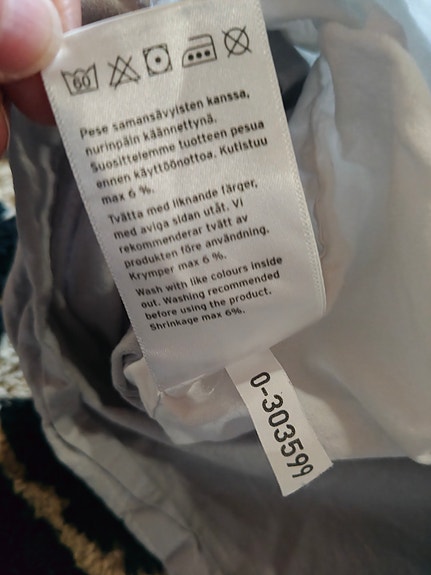 60
Pese samansävyisten kanssa,
nurinpäin käännettynä.
Suosittelemme tuotteen pesua
ennen käyttöönottoa. Kutistuu
max 6 %.
Tvätta med liknande färger,
med aviga sidan utåt. Vi
rekommenderar tvätt av
produkten före användning.
Krymper max 6 %.
Wash with like colours inside
out. Washing recommended
before using the product.
Shrinkage max 6%.
0-303599